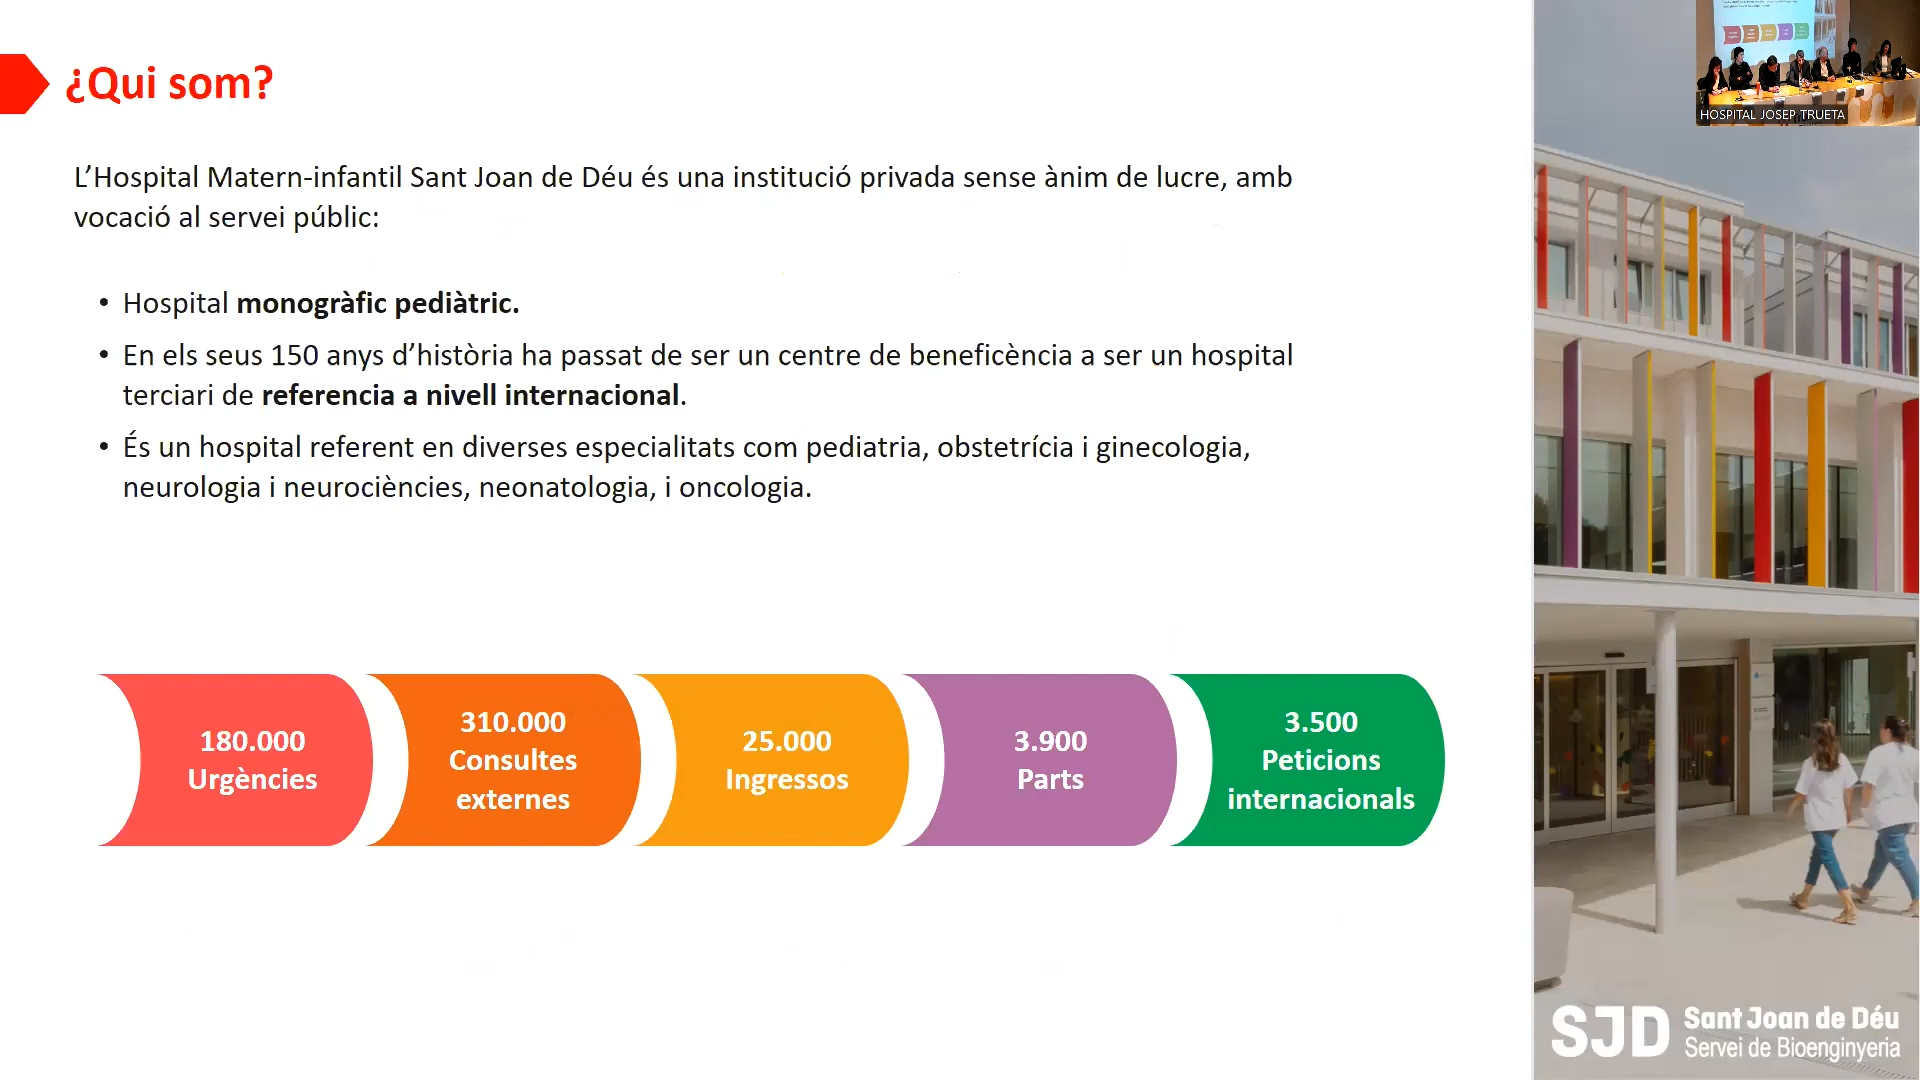 ¿Qui som?
HOSPITAL JOSEP TRUETA
L’Hospital Matern-infantil Sant Joan de Déu és una institució privada sense ànim de lucre, amb
vocació al servei públic:
• Hospital monogràfic pediàtric.
• En els seus 150 anys d’història ha passat de ser un centre de beneficència a ser un hospital
terciari de referencia a nivell internacional.
• És un hospital referent en diverses especialitats com pediatria, obstetrícia i ginecologia,
neurologia i neurociències, neonatologia, i oncologia.
180.000
Urgències
310.000
Consultes
externes
25.000
Ingressos
3.900
Parts
3.500
Peticions
internacionals
SJD
Sant Joan de Déu
Servei de Bioenginyeria